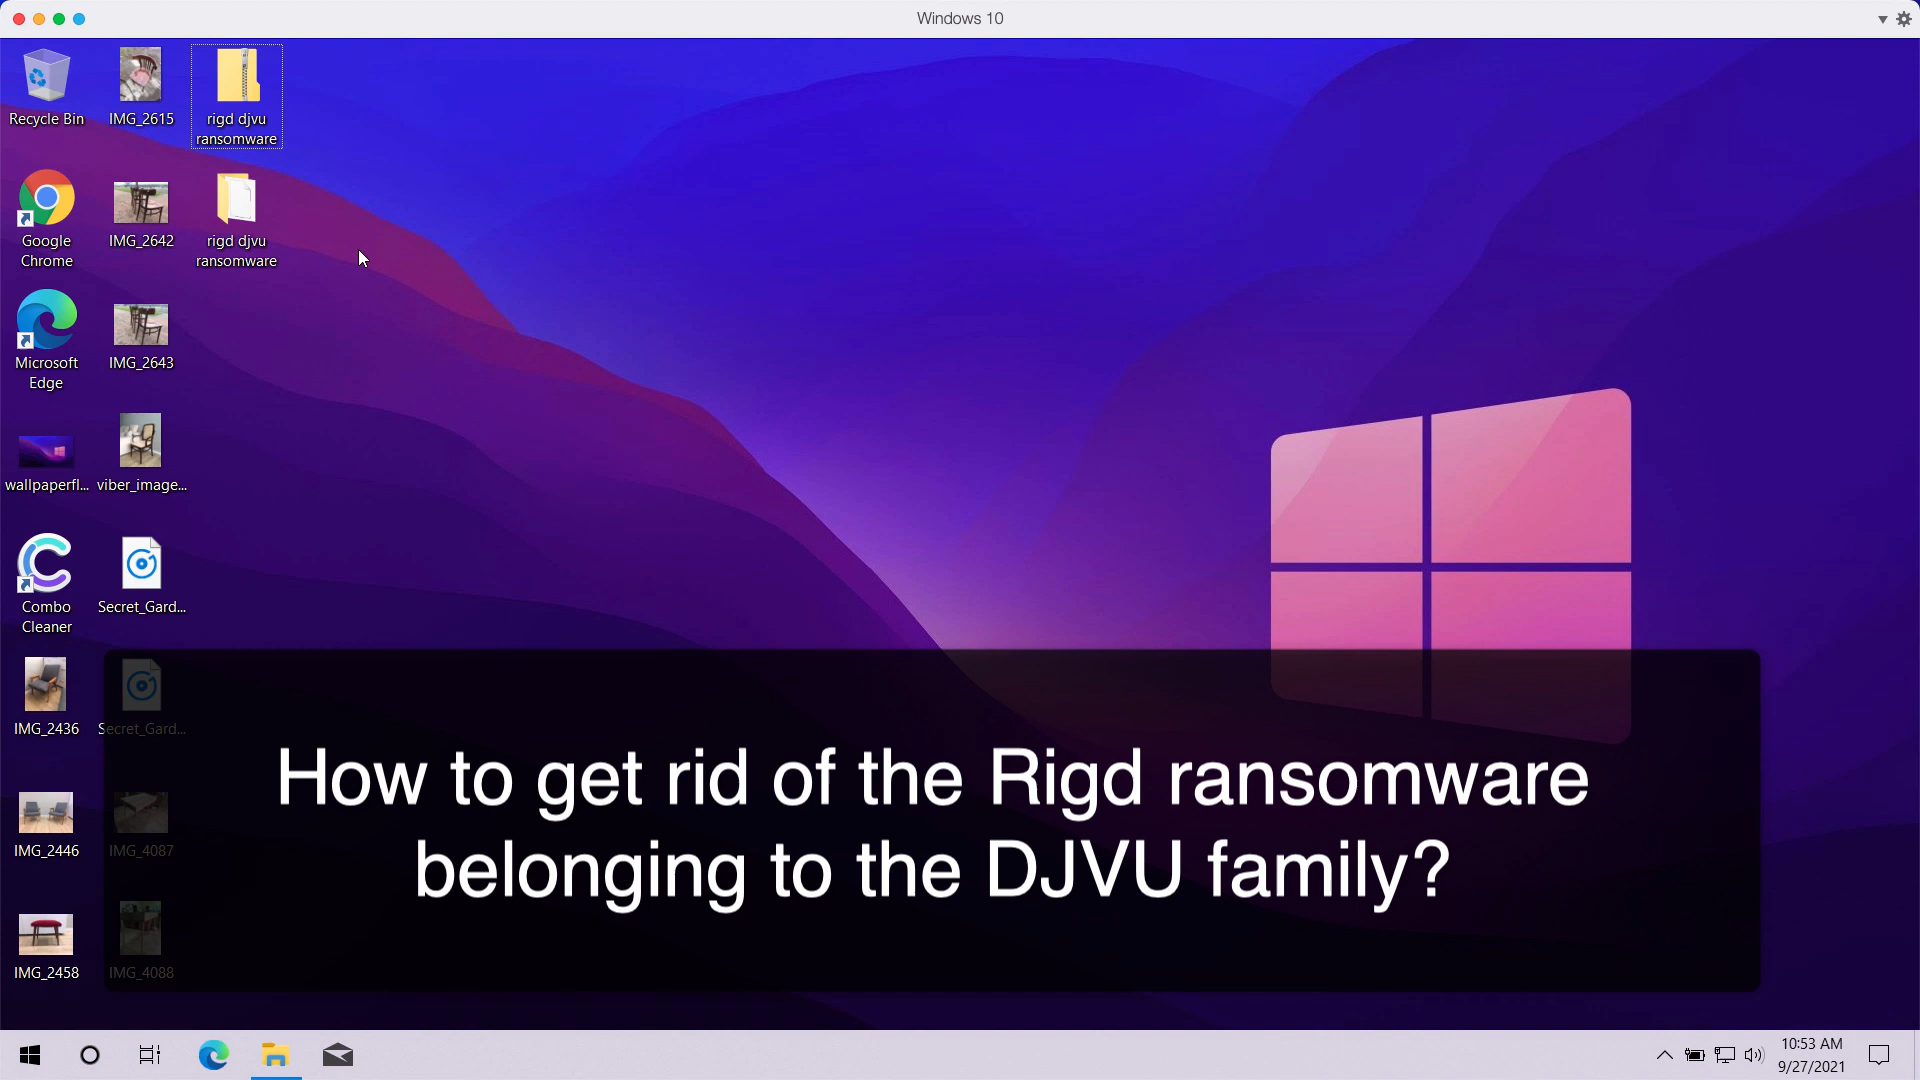 Windows 10
Recycle Bin
IMG_2615
rigd djvu
ransomware
Google
Chrome
IMG_2642
rigd djvu
ransomware
Microsoft
Edge
IMG_2643
wallpaperfl...
viber_image...
Combo
Cleaner
Secret_Gard...
IMG_2436
Secret_Gard...
How to get rid of the Rigd ransomware
belonging to the DJVU family?
IMG_2446
IMG_4087
IMG_2458
IMG_4088
10:53 AM
9/27/2021